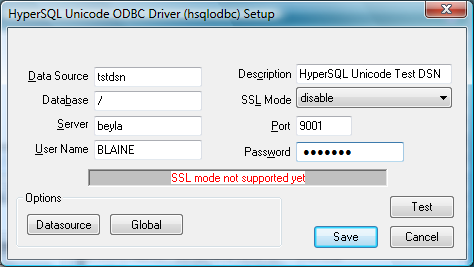 HyperSQL Unicode ODBC Driver (hsqlodbc) Setup
Data Source tstdsn Description HyperSQL Unicode Test DSN
Database / SSL Mode disable
Server beyla Port 9001
User Name BLAINE Password •••••••
SSL mode not supported yet
Options
Datasource Global Test
Save Cancel